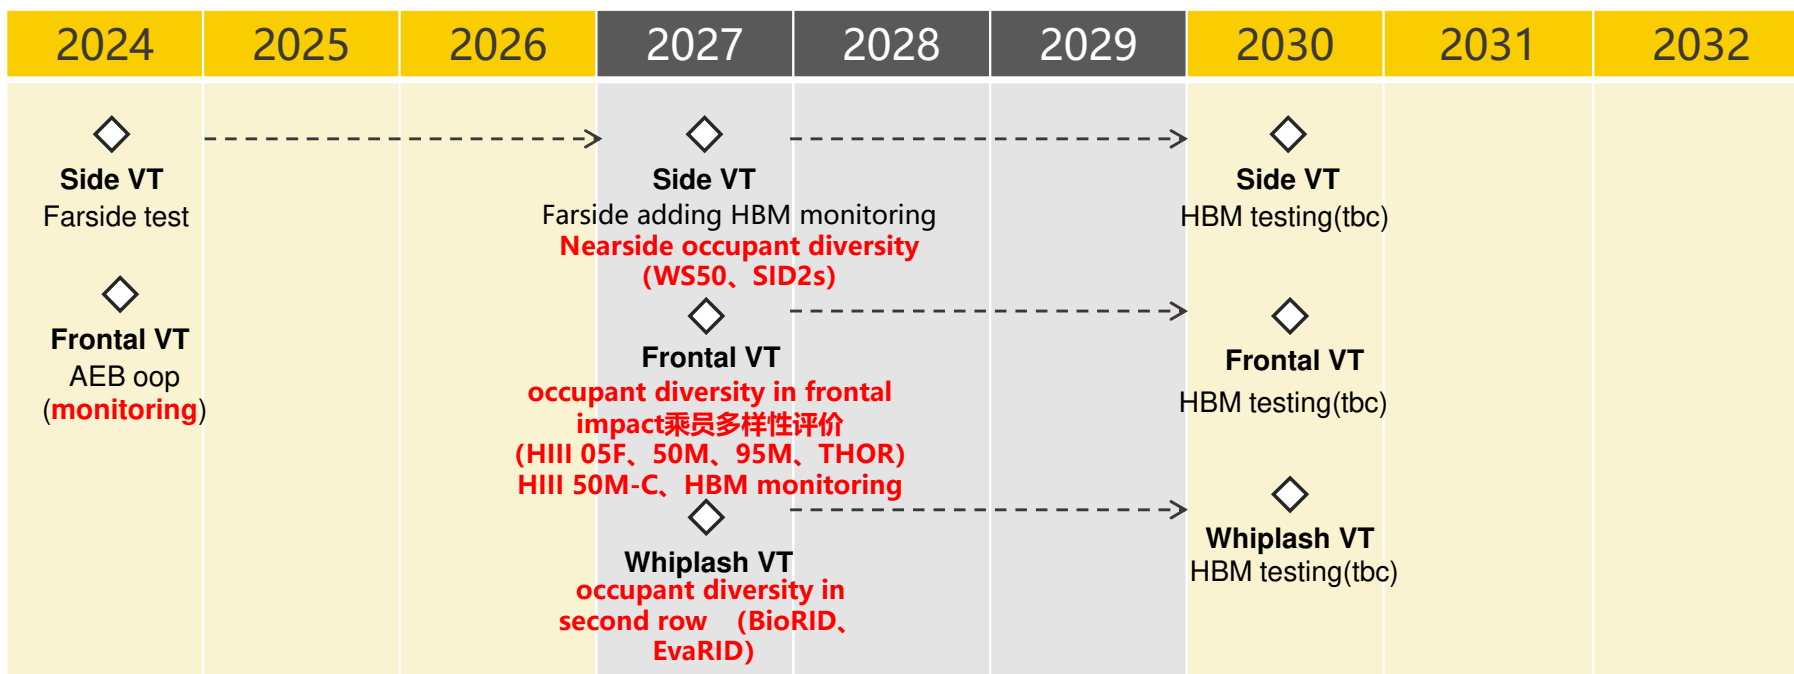 2024 2025 2026 2027 2028 2029 2030 2031 2032
Side VT
Farside test
Frontal VT
AEB oop
(monitoring)
Side VT
Farside adding HBM monitoring
Nearside occupant diversity
(WS50、SID2s)
Frontal VT
occupant diversity in frontal
impact乘员多样性评价
(HIII 05F、50M、95M、THOR)
HIII 50M-C、HBM monitoring
Whiplash VT
occupant diversity in
second row (BioRID、
EvaRID)
Side VT
HBM testing(tbc)
Frontal VT
HBM testing(tbc)
Whiplash VT
HBM testing(tbc)